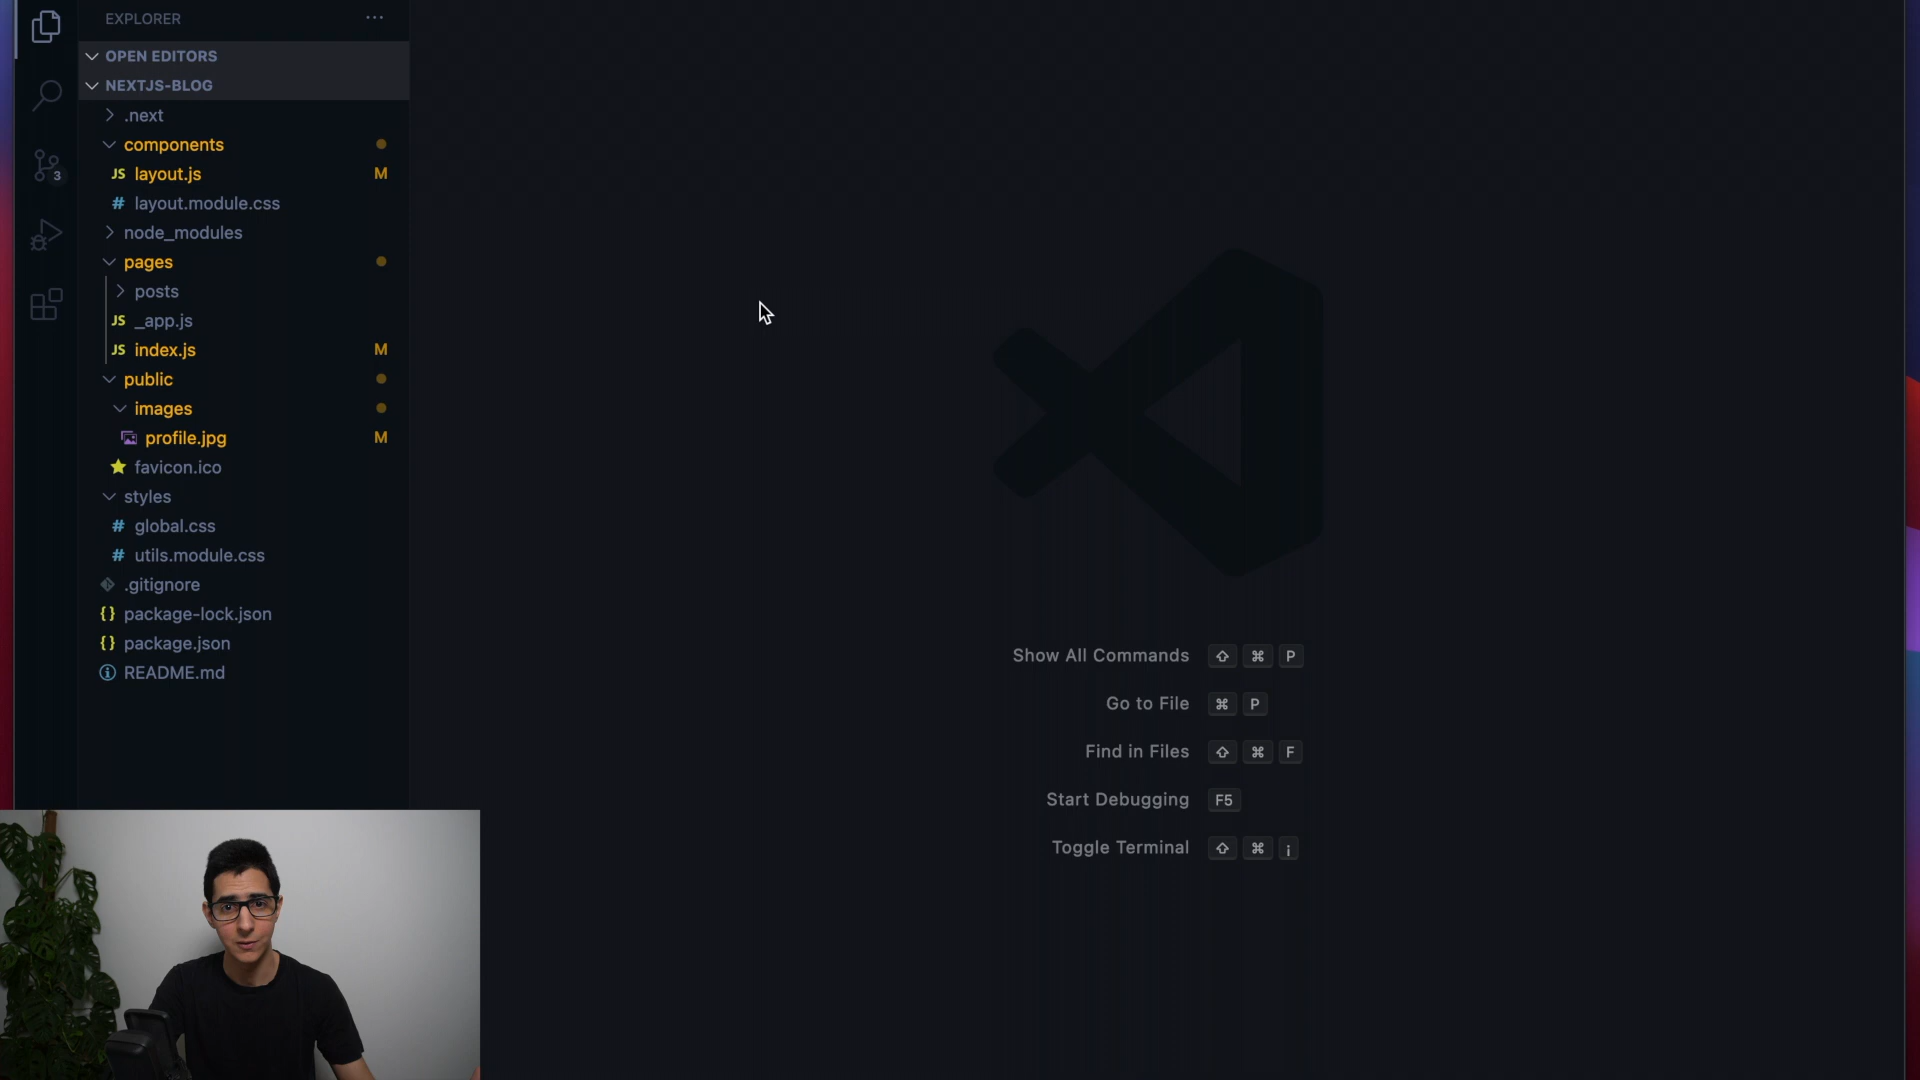 EXPLORER
OPEN EDITORS
NEXTJS-BLOG
.next
components
JS layout.js M
# layout.module.css
3
node_modules
pages
posts
JS _app.js
JS index.js M
public
images
profile.jpg M
favicon.ico
styles
# global.css
# utils.module.css
.gitignore
{} package-lock.json
{} package.json
README.md
Show All Commands ⇧ ⌘ P
Go to File ⌘ P
Find in Files ⇧ ⌘ F
Start Debugging F5
Toggle Terminal ⇧ ⌘ ¡